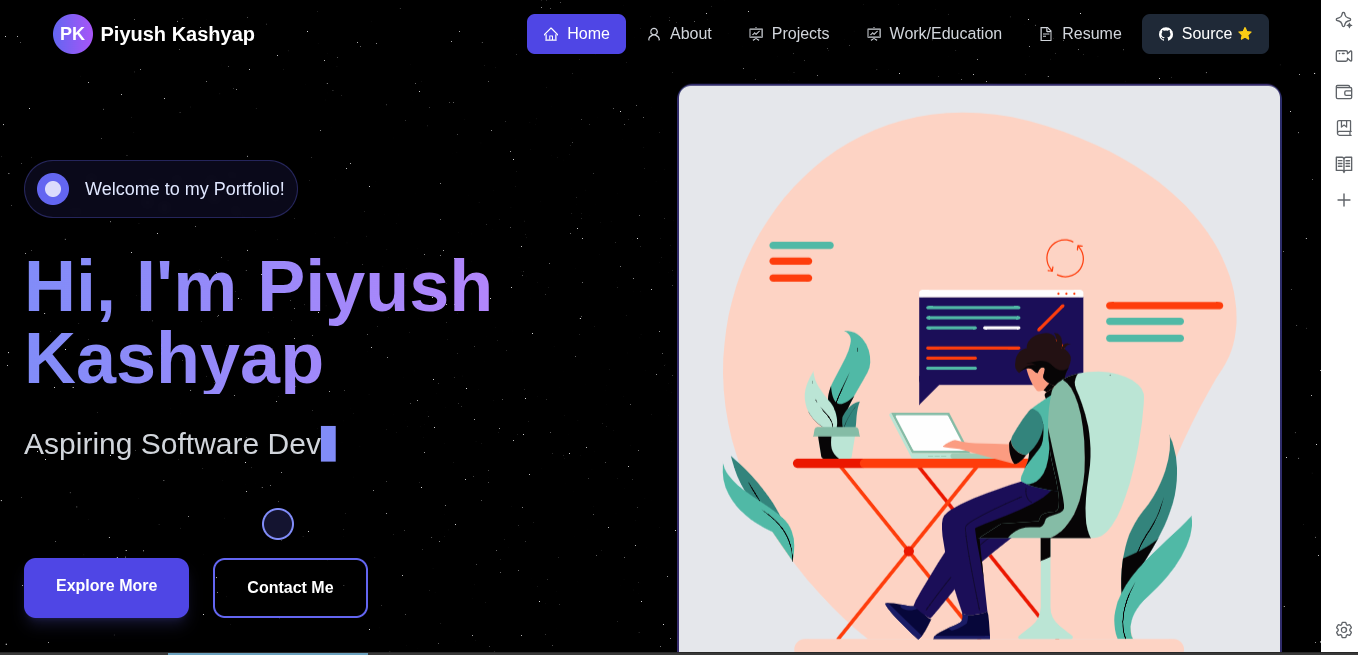 PK Piyush Kashyap Home About Projects Work/Education Resume Source
Welcome to my Portfolio!
Hi, I'm Piyush
Kashyap
Aspiring Software Dev
Explore More Contact Me